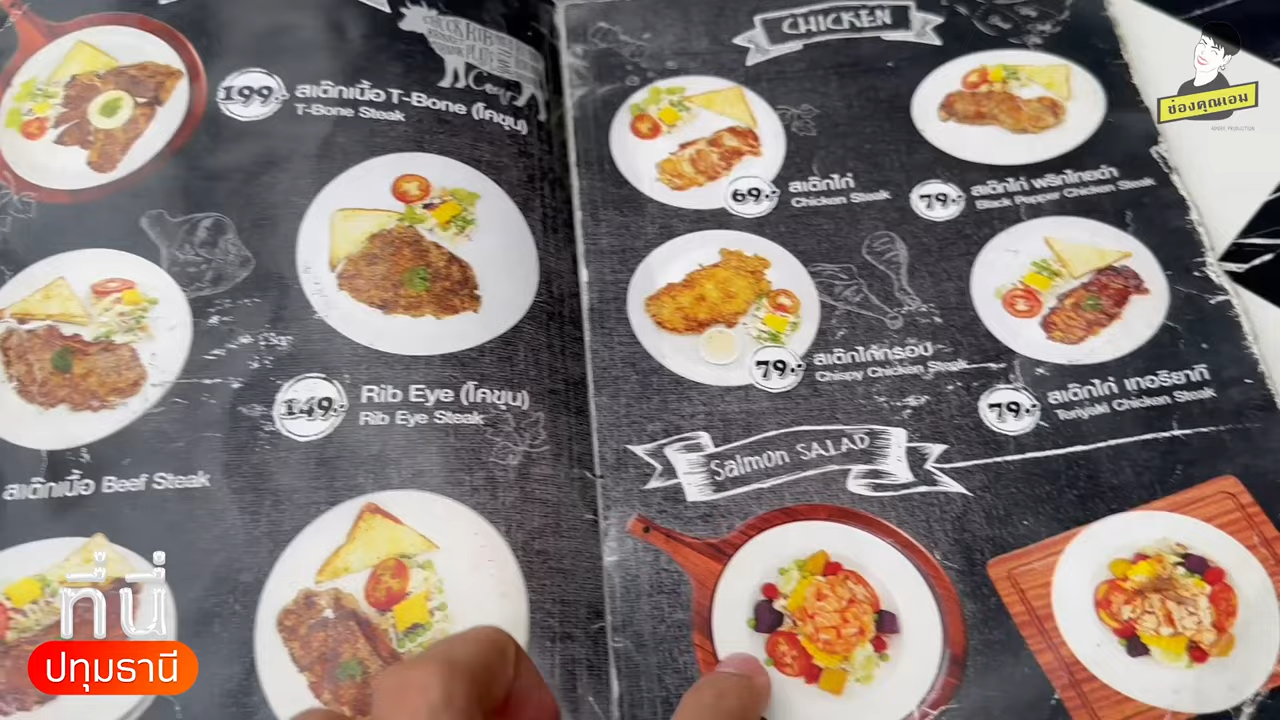 199.-
สเต๊กเนื้อ T-Bone (โคขุน)
T-Bone Steak
149.-
Rib Eye (โคขุน)
Rib Eye Steak
สเต๊กเนื้อ Beef Steak
CHICKEN
69.-
สเต๊กไก่
Chicken Steak
79.-
สเต๊กไก่ พริกไทยดำ
Black Pepper Chicken Steak
79.-
สเต๊กไก่กรอบ
Chispy Chicken Steak
79.-
สเต๊กไก่ เทอริยากิ
Teriyaki Chicken Steak
Salmon SALAD
ช่องคุณเอม
ที่นี่
ปทุมธานี